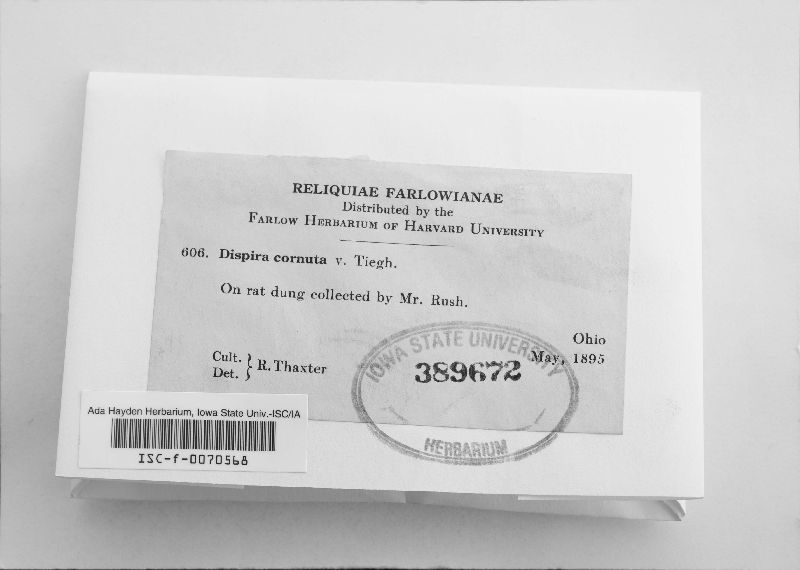 RELIQUIAE FARLOWIANAE
Distributed by the
FARLOW HERBARIUM OF HARVARD UNIVERSITY
606. Dispira cornuta v. Tiegh.
On rat dung collected by Mr. Rush.
Ohio
May, 1895
Cult. } R. Thaxter
Det.
IOWA STATE UNIVERSITY
389672
HERBARIUM
Ada Hayden Herbarium, Iowa State Univ.-ISC/IA
ISC-f-0070568